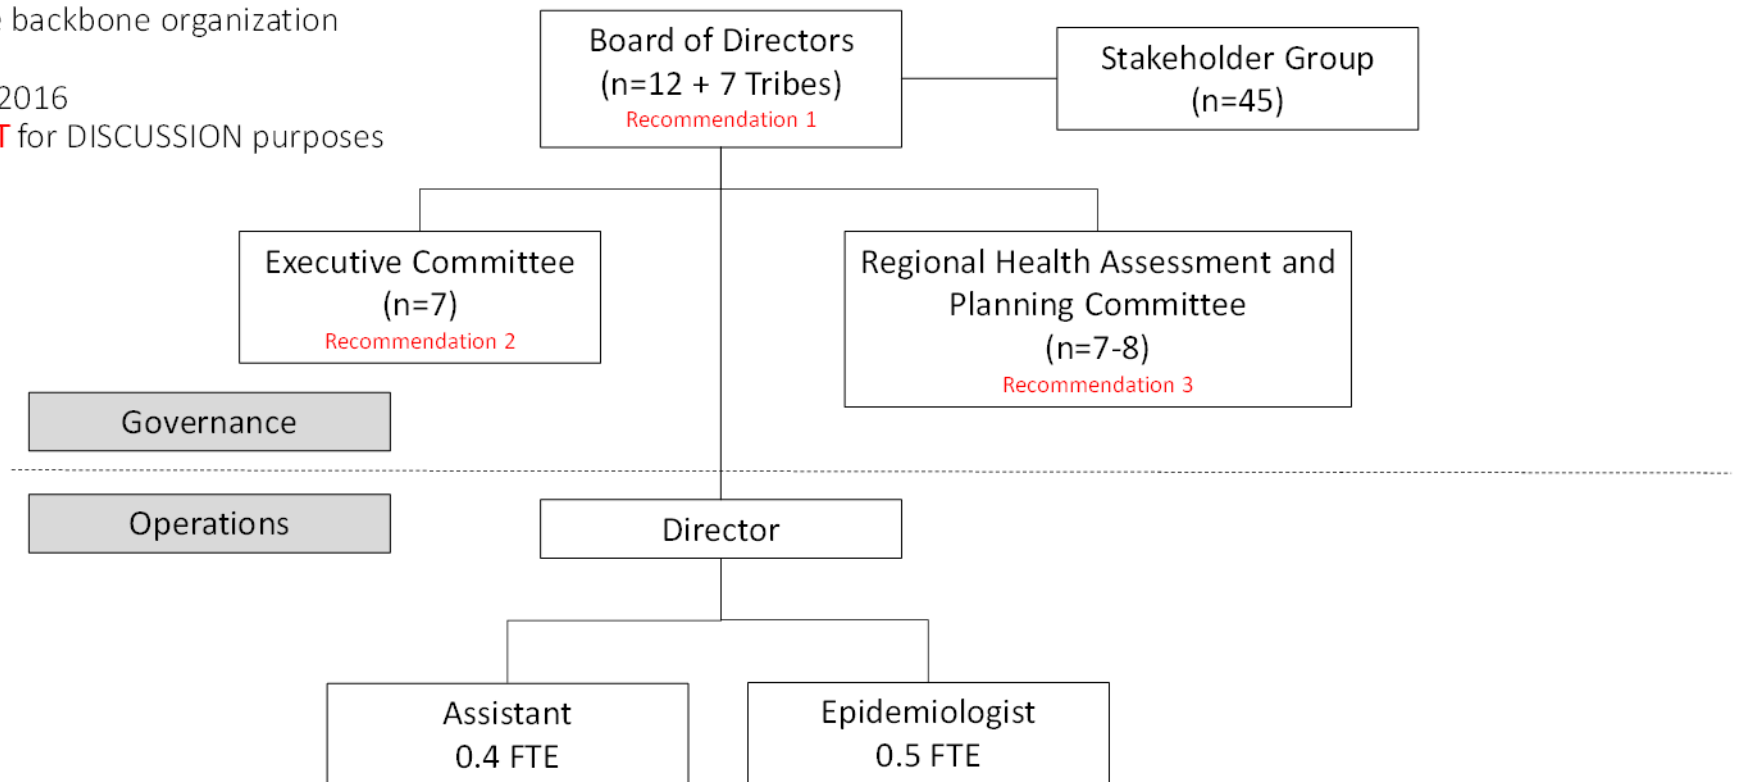 backbone organization
2016
T for DISCUSSION purposes
Board of Directors
(n=12 + 7 Tribes)
Recommendation 1
Stakeholder Group
(n=45)
Executive Committee
(n=7)
Recommendation 2
Regional Health Assessment and
Planning Committee
(n=7-8)
Recommendation 3
Governance
Operations
Director
Assistant
0.4 FTE
Epidemiologist
0.5 FTE